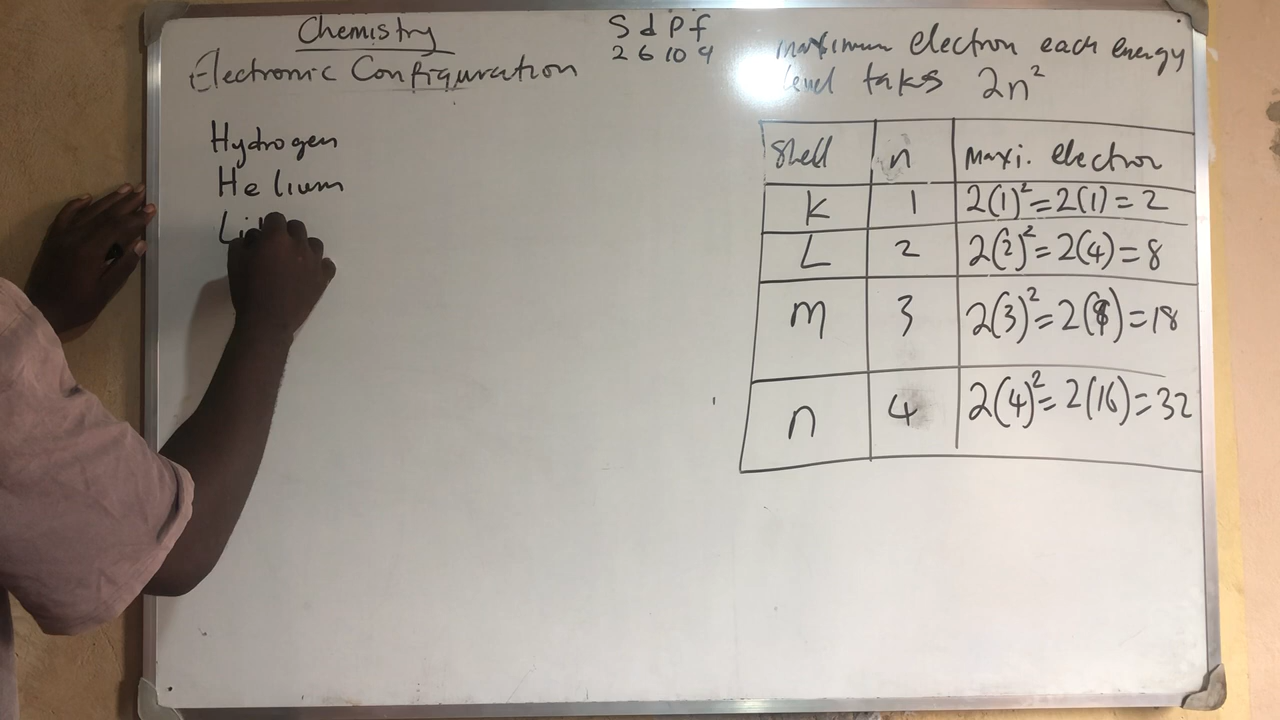 Chemistry
Electronic Configuration
Hydrogen
Helium
S d p f
2 6 10 9
maximum electron each energy
level takes 2n²
Shell n maxi. electron
K 1 2(1)²=2(1)=2
L 2 2(2)²=2(4)=8
m 3 2(3)²=2(9)=18
n 4 2(4)²=2(16)=32